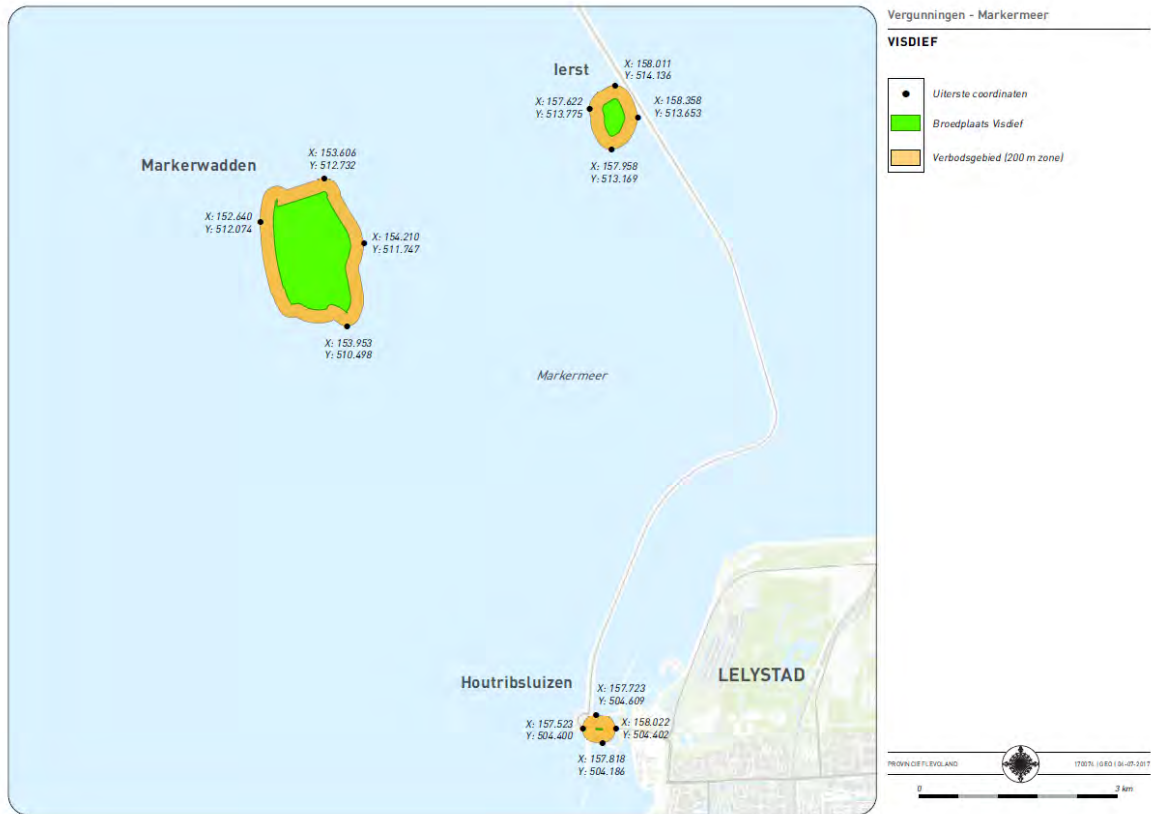 Vergunningen - Markermeer
VISDIEF
Uiterste coordinaten
Broedplaats Visdief
Verbodsgebied (200 m zone)
Ierst
X: 158.011
Y: 514.136
X: 157.622
Y: 513.775
X: 158.358
Y: 513.653
X: 157.958
Y: 513.169
Markerwadden
X: 153.606
Y: 512.732
X: 152.640
Y: 512.074
X: 154.210
Y: 511.747
X: 153.953
Y: 510.498
Markermeer
Houtribsluizen
LELYSTAD
X: 157.723
Y: 504.609
X: 157.523
Y: 504.400
X: 158.022
Y: 504.402
X: 157.818
Y: 504.186
PROVINCIE FLEVOLAND
0
3 km